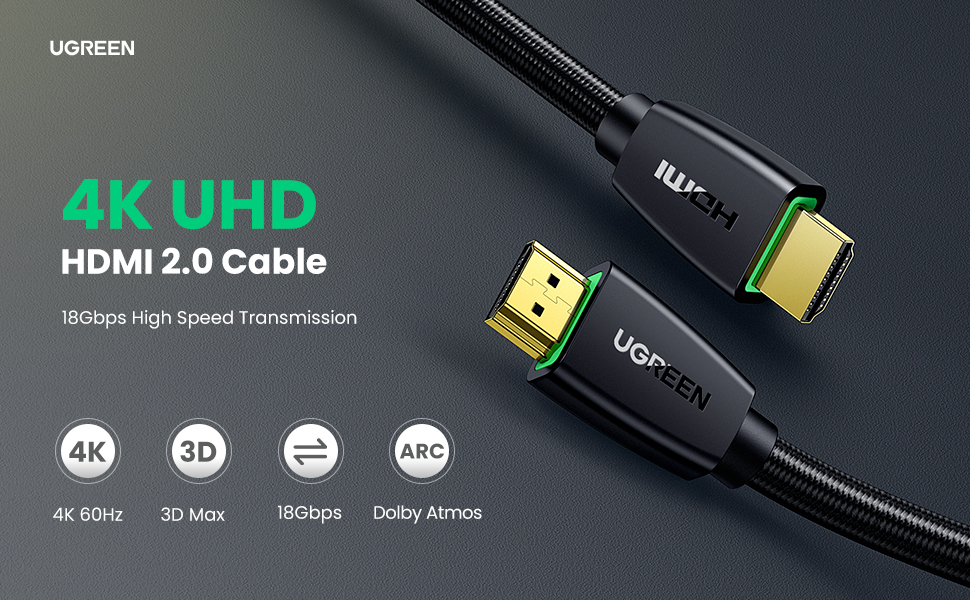 UGREEN
4K UHD
HDMI 2.0 Cable
18Gbps High Speed Transmission
4K
3D
ARC
4K 60Hz
3D Max
18Gbps
Dolby Atmos
HDMI
UGREEN